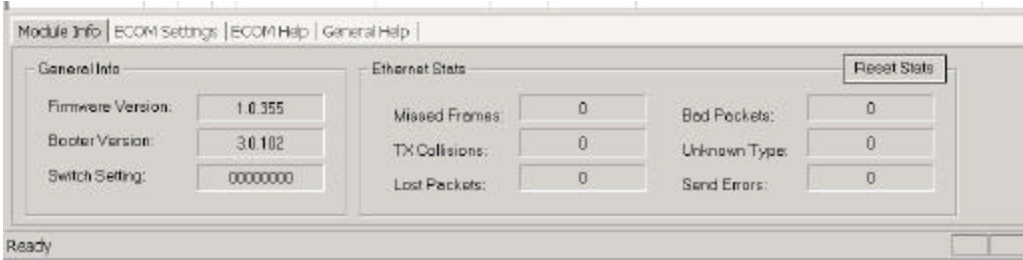 Module Info ECOM Settings ECOM Help General Help
General Info Ethernet Stats Reset Stats
Firmware Version: 1.0.355 Missed Frames: 0 Bad Packets: 0
Booter Version: 3.0.102 TX Collisions: 0 Unknown Type: 0
Switch Setting: 00000000 Lost Packets: 0 Send Errors: 0
Ready